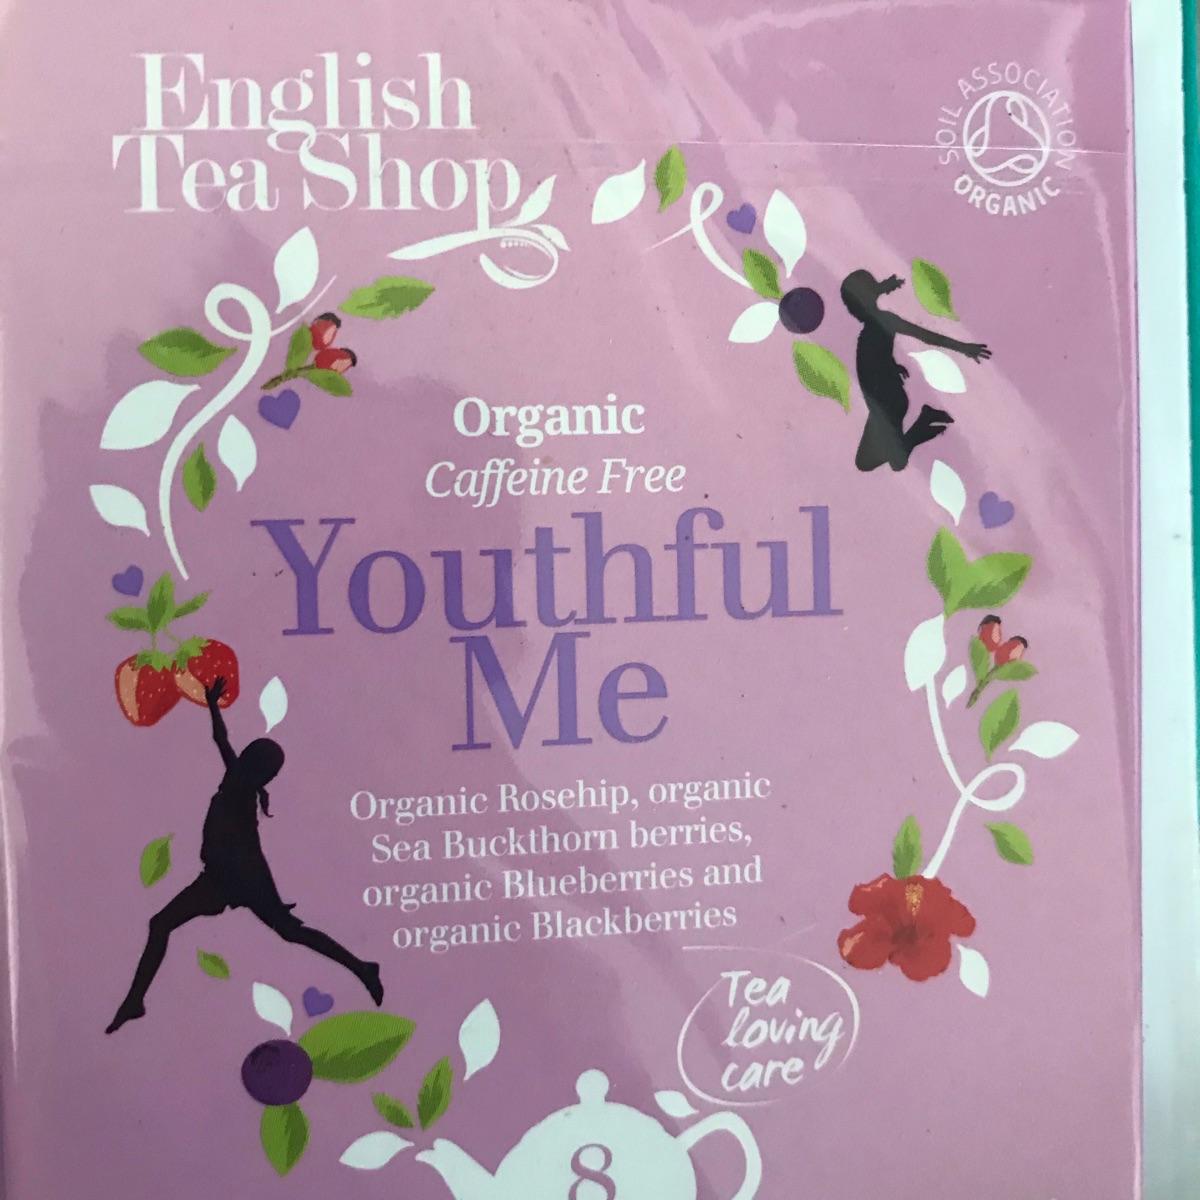 English
Tea Shop
SOIL ASSOCIATION
ORGANIC
Organic
Caffeine Free
Youthful
Me
Organic Rosehip, organic
Sea Buckthorn berries,
organic Blueberries and
organic Blackberries
Tea
loving
care
8